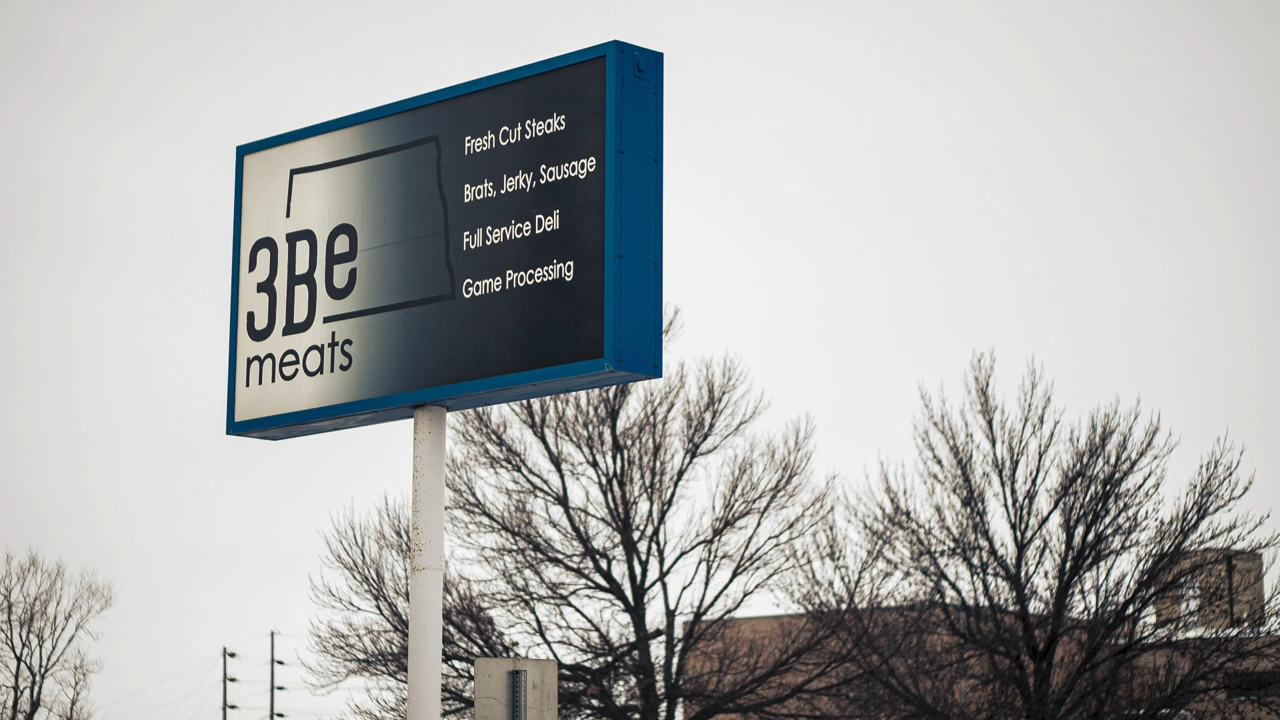 3Be
meats
Fresh Cut Steaks
Brats, Jerky, Sausage
Full Service Deli
Game Processing